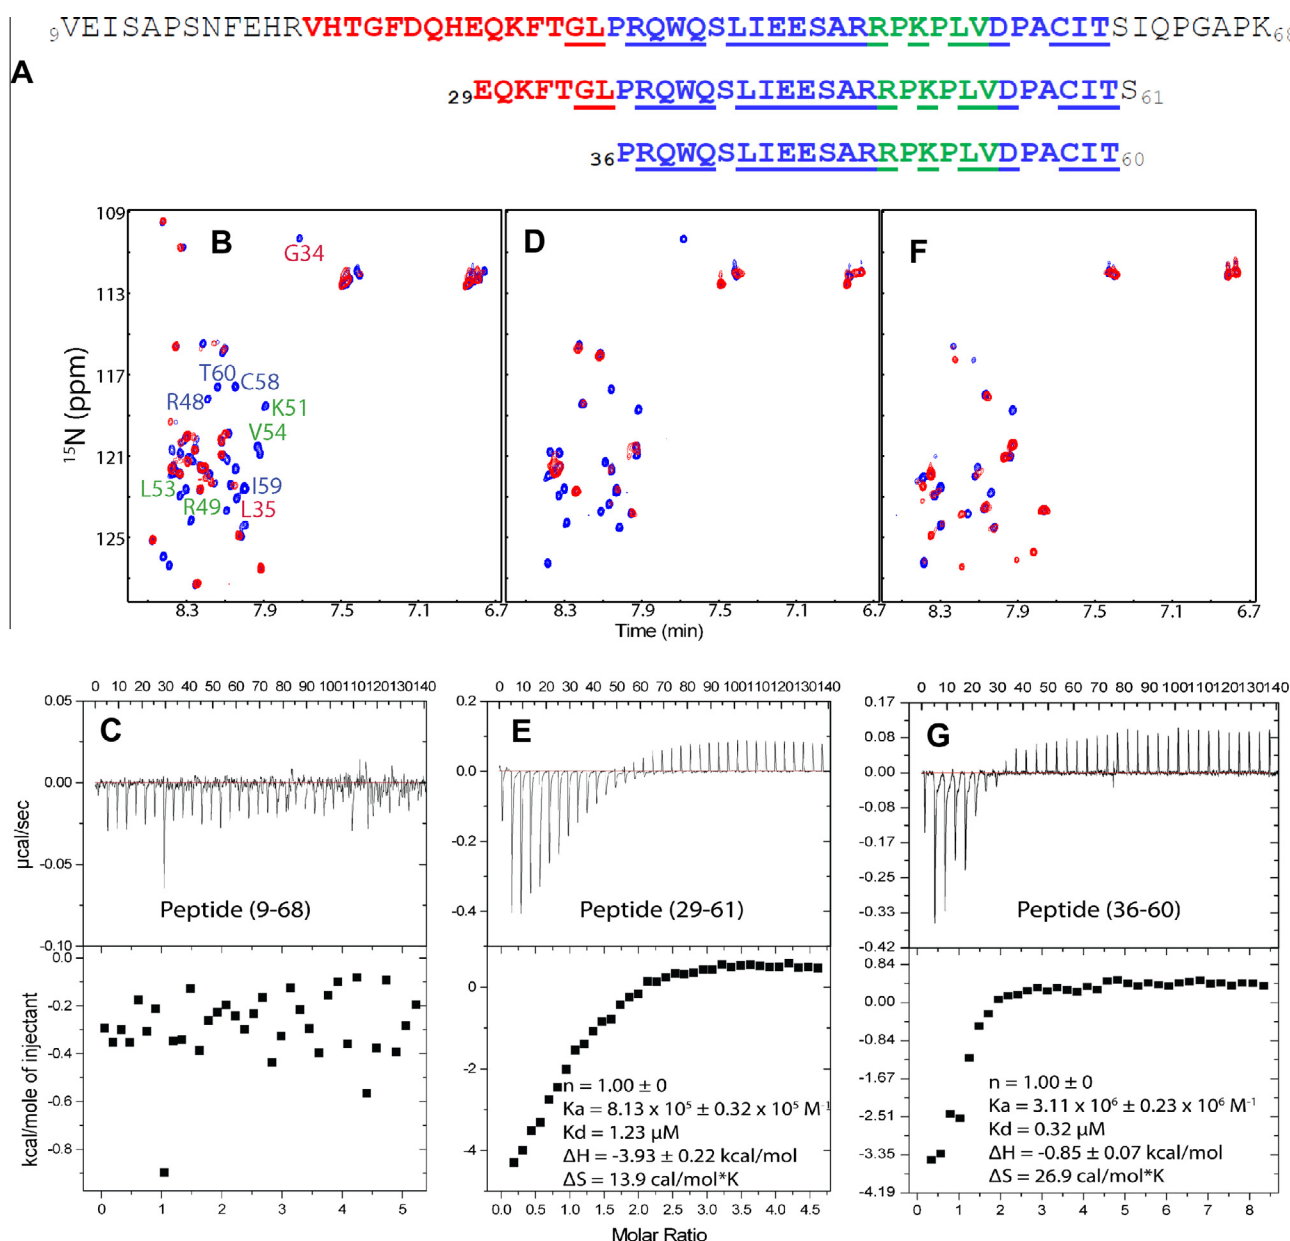 9VEISAPSNFEHRVHTGFDQHEQKFTGLPRQWQSLIEESARRPKPLVDPACITSIQPGAPK68
A
29EQKFTGLPRQWQSLIEESARRPKPLVDPACITS61
36PRQWQSLIEESARRPKPLVDPACIT60
109 113 117 121 125
15N (ppm)
B
G34
T60
C58
R48
K51
V54
L53
I59
R49
L35
D
F
8.3 7.9 7.5 7.1 6.7
8.3 7.9 7.5 7.1 6.7
8.3 7.9 7.5 7.1 6.7
Time (min)
0 10 20 30 40 50 60 70 80 90 100 110 120 130 140
0 10 20 30 40 50 60 70 80 90 100 110 120 130 140
0 10 20 30 40 50 60 70 80 90 100 110 120 130 140
0.05 0.00 -0.05 -0.10
µcal/sec
C
Peptide (9-68)
0.2 0.0 -0.2 -0.4
E
Peptide (29-61)
0.17 0.08 0.00 -0.08 -0.17 -0.25 -0.33 -0.42
G
Peptide (36-60)
0.0 -0.2 -0.4 -0.6 -0.8
kcal/mole of injectant
0 1 2 3 4 5
0 -2 -4
n = 1.00 ± 0
Ka = 8.13 x 10⁵ ± 0.32 x 10⁵ M⁻¹
Kd = 1.23 µM
ΔH = -3.93 ± 0.22 kcal/mol
ΔS = 13.9 cal/mol*K
0.0 0.5 1.0 1.5 2.0 2.5 3.0 3.5 4.0 4.5
Molar Ratio
0.84 0.00 -0.84 -1.67 -2.51 -3.35 -4.19
n = 1.00 ± 0
Ka = 3.11 x 10⁶ ± 0.23 x 10⁶ M⁻¹
Kd = 0.32 µM
ΔH = -0.85 ± 0.07 kcal/mol
ΔS = 26.9 cal/mol*K
0 1 2 3 4 5 6 7 8